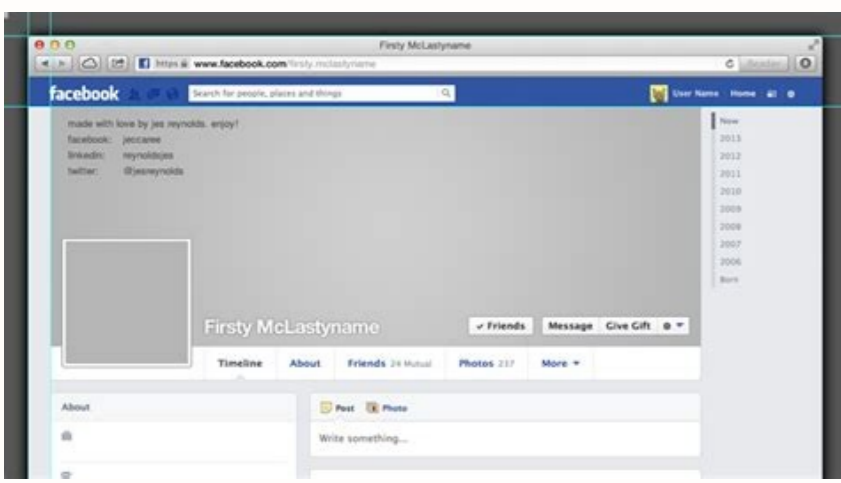 Firsty McLastyname
https www.facebook.com/firsty.mclastyname Reader
facebook Search for people, places and things User Name Home
made with love by jes reynolds. enjoy!
facebook: jeccaree
linkedin: reynoldsjes
twitter: @jesreynolds
Now
2013
2012
2011
2010
2009
2008
2007
2006
Born
Firsty McLastyname ✓ Friends Message Give Gift
Timeline About Friends 24 Mutual Photos 237 More
About
Post Photo
Write something...